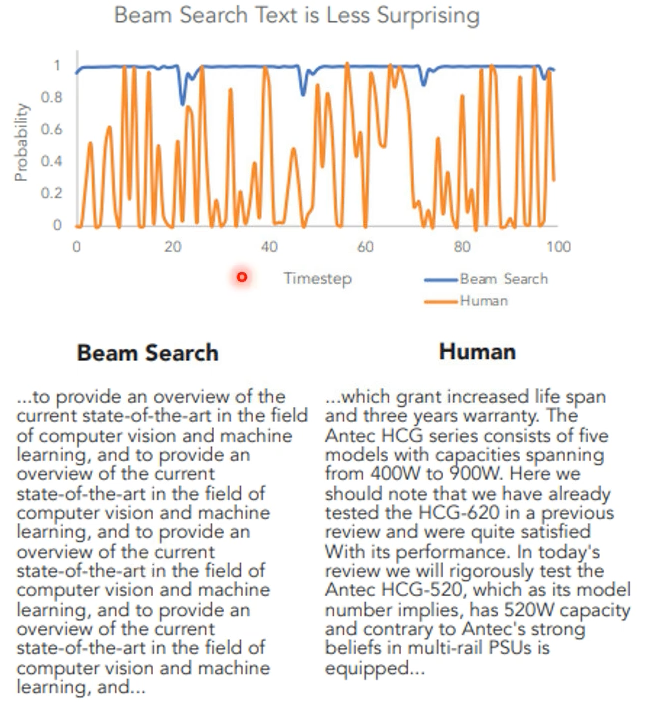 Beam Search Text is Less Surprising
Probability
1
0.8
0.6
0.4
0.2
0
0 20 40 60 80 100
Timestep
Beam Search
Human
Beam Search
...to provide an overview of the
current state-of-the-art in the field
of computer vision and machine
learning, and to provide an
overview of the current
state-of-the-art in the field of
computer vision and machine
learning, and to provide an
overview of the current
state-of-the-art in the field of
computer vision and machine
learning, and to provide an
overview of the current
state-of-the-art in the field of
computer vision and machine
learning, and...
Human
...which grant increased life span
and three years warranty. The
Antec HCG series consists of five
models with capacities spanning
from 400W to 900W. Here we
should note that we have already
tested the HCG-620 in a previous
review and were quite satisfied
With its performance. In today's
review we will rigorously test the
Antec HCG-520, which as its model
number implies, has 520W capacity
and contrary to Antec's strong
beliefs in multi-rail PSUs is
equipped...